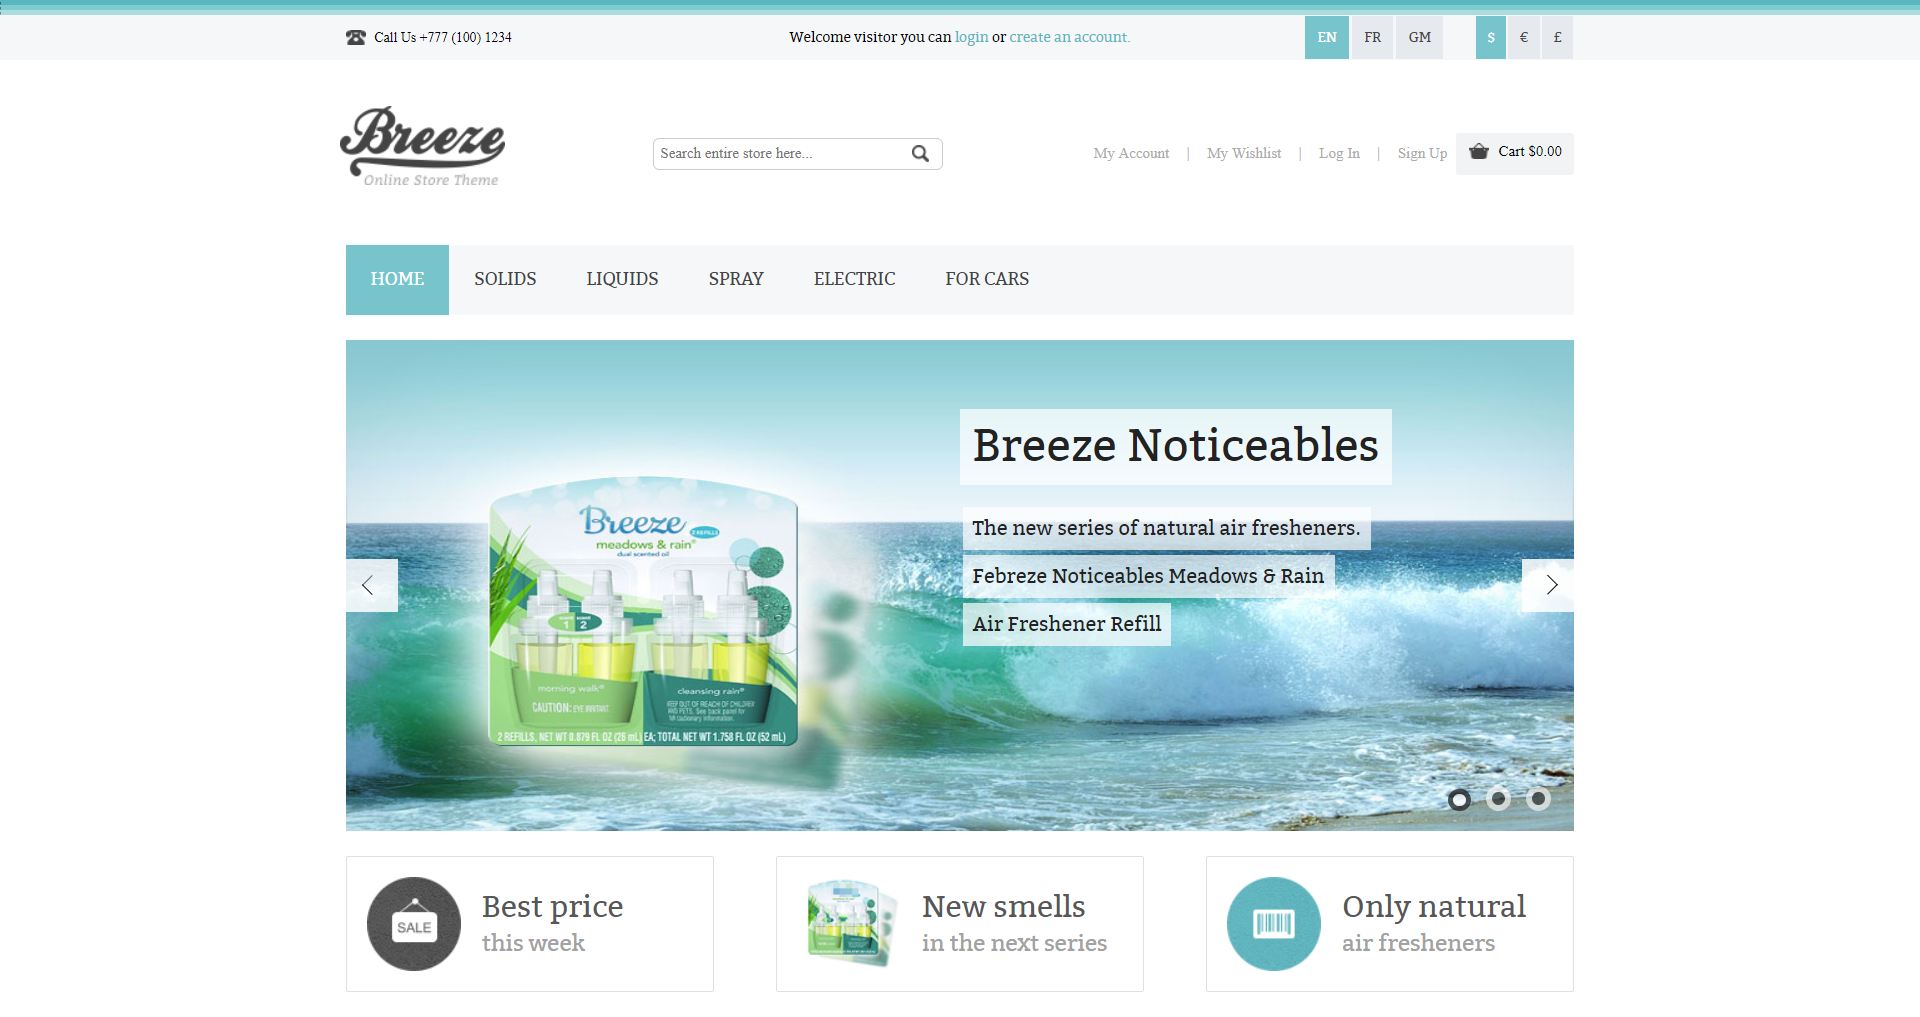 Call Us +777 (100) 1234
Welcome visitor you can login or create an account.
EN FR GM $ € £
Breeze
Online Store Theme
Search entire store here...
My Account | My Wishlist | Log In | Sign Up
Cart $0.00
HOME SOLIDS LIQUIDS SPRAY ELECTRIC FOR CARS
Breeze Noticeables
The new series of natural air fresheners.
Febreze Noticeables Meadows & Rain
Air Freshener Refill
Breeze
2 REFILLS
meadows & rain®
dual scented oil
1 2
morning walk®
CAUTION: EYE IRRITANT
cleansing rain®
KEEP OUT OF REACH OF CHILDREN
AND PETS. See back panel for
2 REFILLS, NET WT 0.879 FL OZ (26 mL) EA; TOTAL NET WT 1.758 FL OZ (52 mL)
SALE
Best price
this week
New smells
in the next series
Only natural
air fresheners